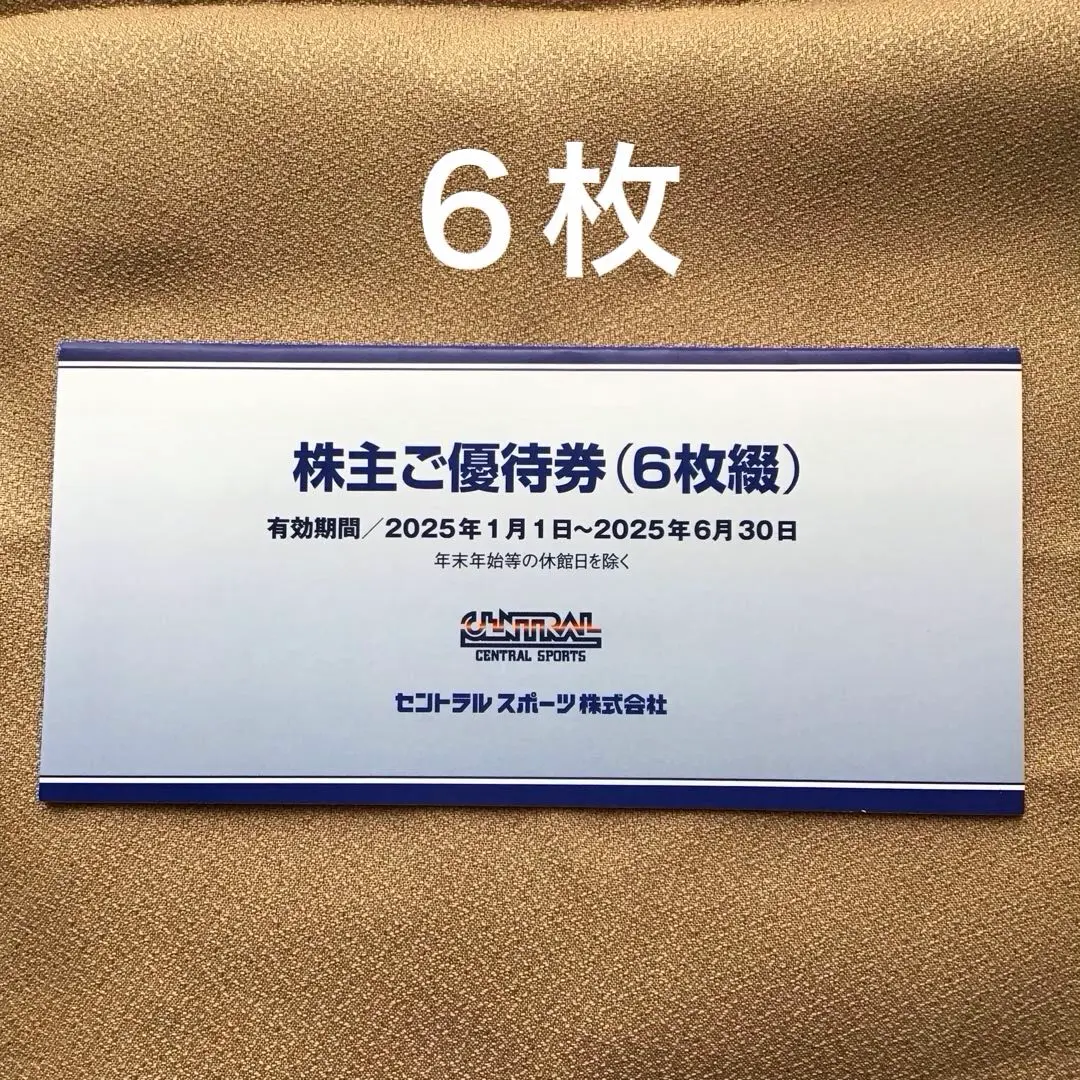 6枚
株主ご優待券(6枚綴)
有効期間／2025年1月1日〜2025年6月30日
年末年始等の休館日を除く
CENTRAL
CENTRAL SPORTS
セントラルスポーツ株式会社